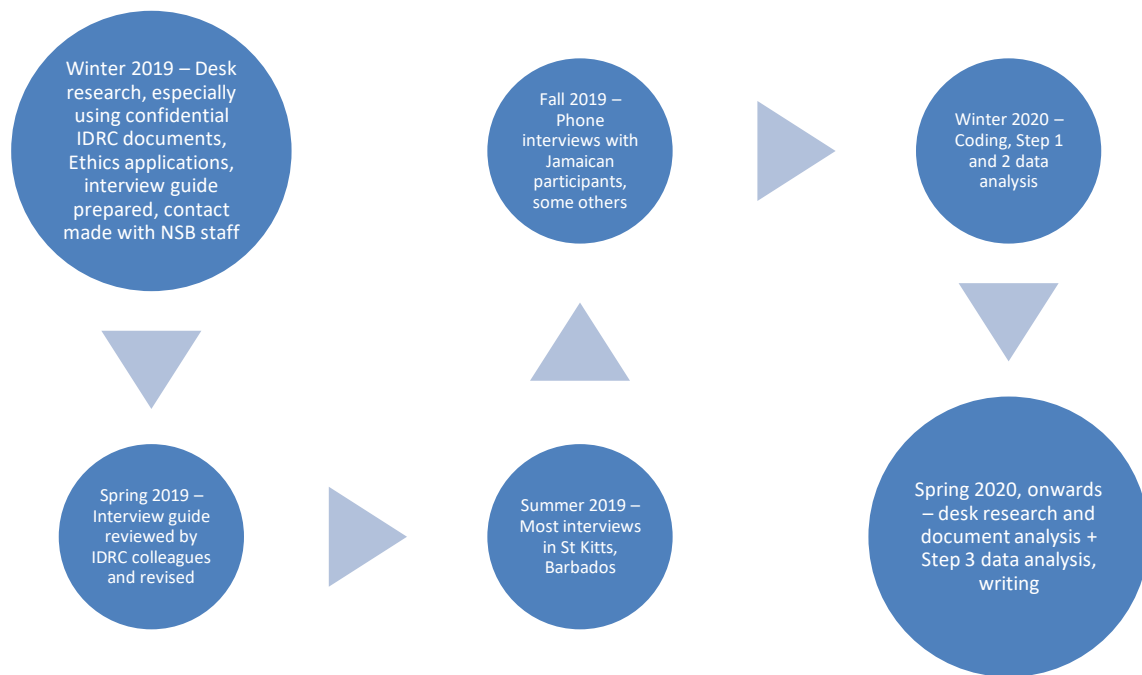 Winter 2019 – Desk
research, especially
using confidential
IDRC documents,
Ethics applications,
interview guide
prepared, contact
made with NSB staff
Spring 2019 –
Interview guide
reviewed by
IDRC colleagues
and revised
Summer 2019 –
Most interviews
in St Kitts,
Barbados
Fall 2019 –
Phone
interviews with
Jamaican
participants,
some others
Winter 2020 –
Coding, Step 1
and 2 data
analysis
Spring 2020, onwards
– desk research and
document analysis +
Step 3 data analysis,
writing